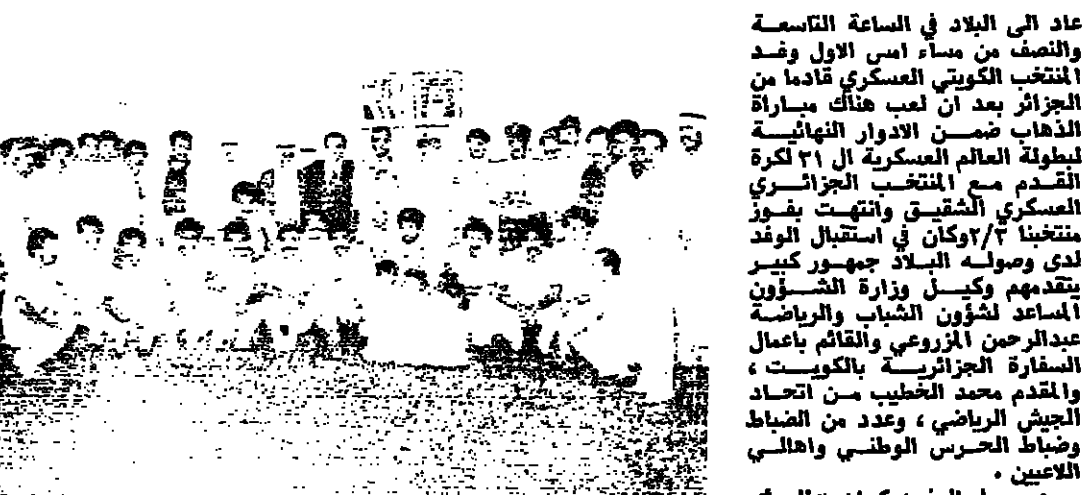 عاد الى البلاد في الساعة التاسعة
والنصف من مساء امس الاول وفد
المنتخب الكويتي العسكري قادما من
الجزائر بعد ان لعب هناك مباراة
الذهاب ضمن الادوار النهائية
لبطولة العالم العسكرية ال ٣١ لكرة
القدم مع المنتخب الجزائري
العسكري الشقيق وانتهت بفوز
منتخبنا ٢/٣ وكان في استقبال الوفد
لدى وصوله البلاد جمهور كبير
يتقدمهم وكيل وزارة الشؤون
المساعد لشؤون الشباب والرياضة
عبدالرحمن المزروعي والقائم باعمال
السفارة الجزائرية بالكويت ،
والمقدم محمد الخطيب من اتحاد
الجيش الرياضي ، وعدد من الضباط
وضباط الحرس الوطني واهالي
اللاعبين .